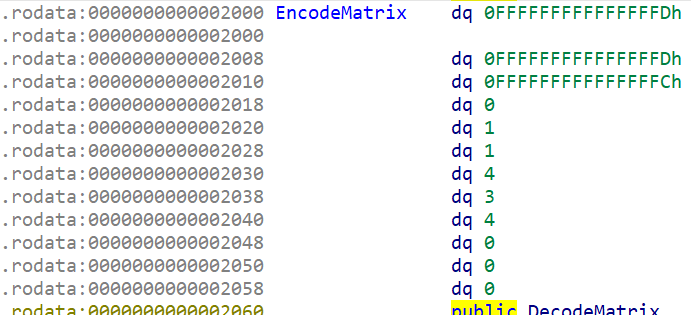 .rodata:0000000000002000 EncodeMatrix dq 0FFFFFFFFFFFFFFFDh
.rodata:0000000000002000
.rodata:0000000000002008 dq 0FFFFFFFFFFFFFFFDh
.rodata:0000000000002010 dq 0FFFFFFFFFFFFFFFCh
.rodata:0000000000002018 dq 0
.rodata:0000000000002020 dq 1
.rodata:0000000000002028 dq 1
.rodata:0000000000002030 dq 4
.rodata:0000000000002038 dq 3
.rodata:0000000000002040 dq 4
.rodata:0000000000002048 dq 0
.rodata:0000000000002050 dq 0
.rodata:0000000000002058 dq 0
.rodata:0000000000002060 public DecodeMatrix